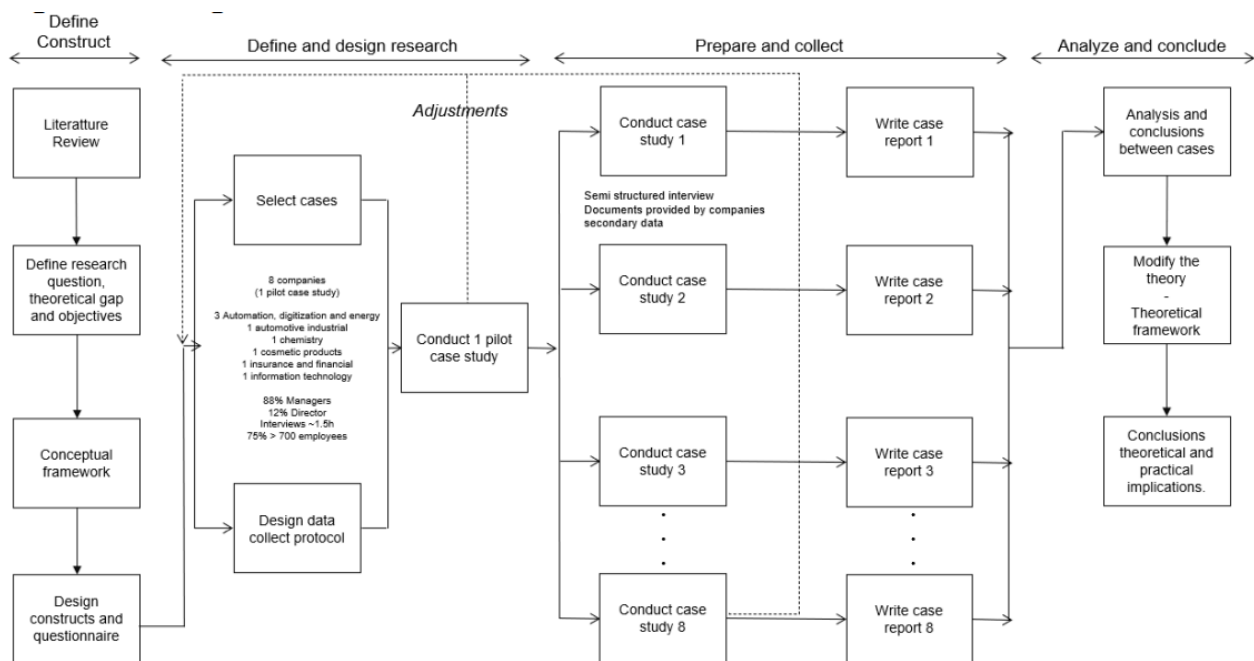 Define
Construct
Define and design research
Prepare and collect
Analyze and conclude
Literatture
Review
Define research
question,
theoretical gap
and objectives
Conceptual
framework
Design
constructs and
questionnaire
Adjustments
Select cases
8 companies
(1 pilot case study)
3 Automation, digitization and energy
1 automotive industrial
1 chemistry
1 cosmetic products
1 insurance and financial
1 information technology
88% Managers
12% Director
Interviews ~1.5h
75% > 700 employees
Design data
collect protocol
Conduct 1 pilot
case study
Conduct case
study 1
Semi structured interview
Documents provided by companies
secondary data
Conduct case
study 2
Conduct case
study 3
Conduct case
study 8
Write case
report 1
Write case
report 2
Write case
report 3
Write case
report 8
Analysis and
conclusions
between cases
Modify the
theory
-
Theoretical
framework
Conclusions
theoretical and
practical
implications.